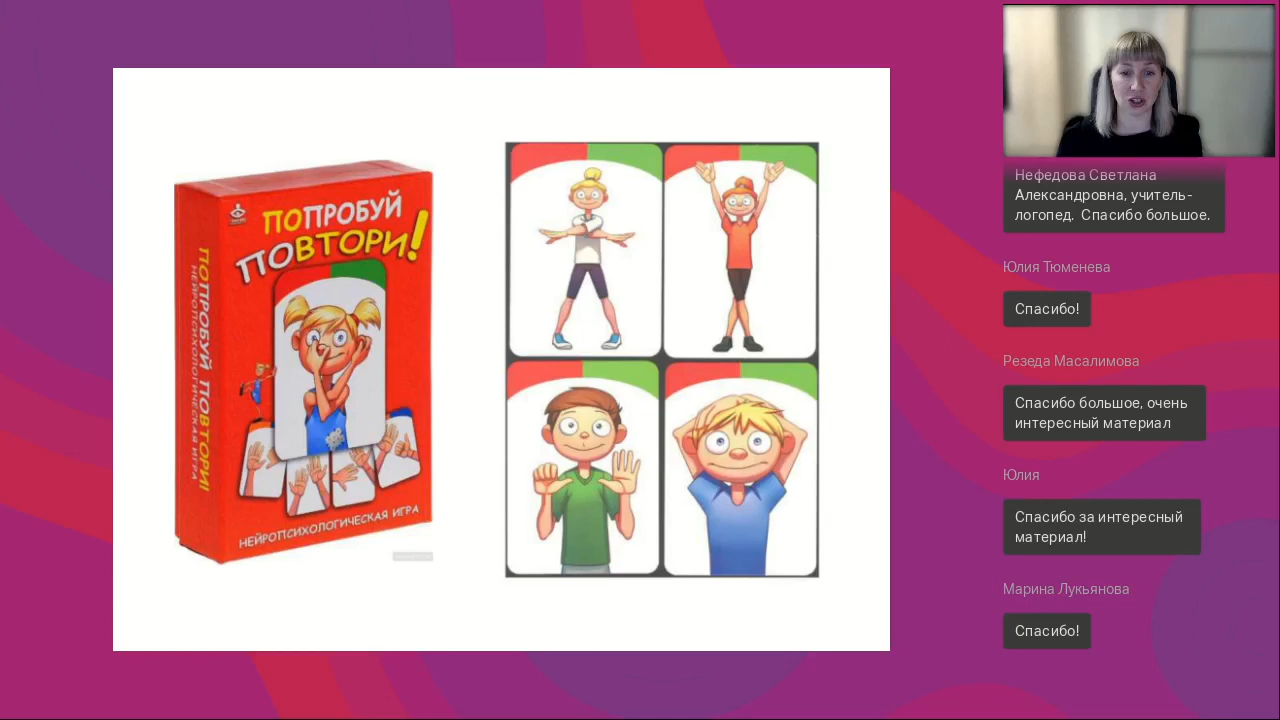 ПОПРОБУЙ
ПОВТОРИ!
ПОПРОБУЙ, ПОВТОРИ!
НЕЙРОПСИХОЛОГИЧЕСКАЯ ИГРА
НЕЙРОПСИХОЛОГИЧЕСКАЯ ИГРА
Нефедова Светлана
Александровна, учитель-
логопед. Спасибо большое.
Юлия Тюменева
Спасибо!
Резеда Масалимова
Спасибо большое, очень
интересный материал
Юлия
Спасибо за интересный
материал!
Марина Лукьянова
Спасибо!